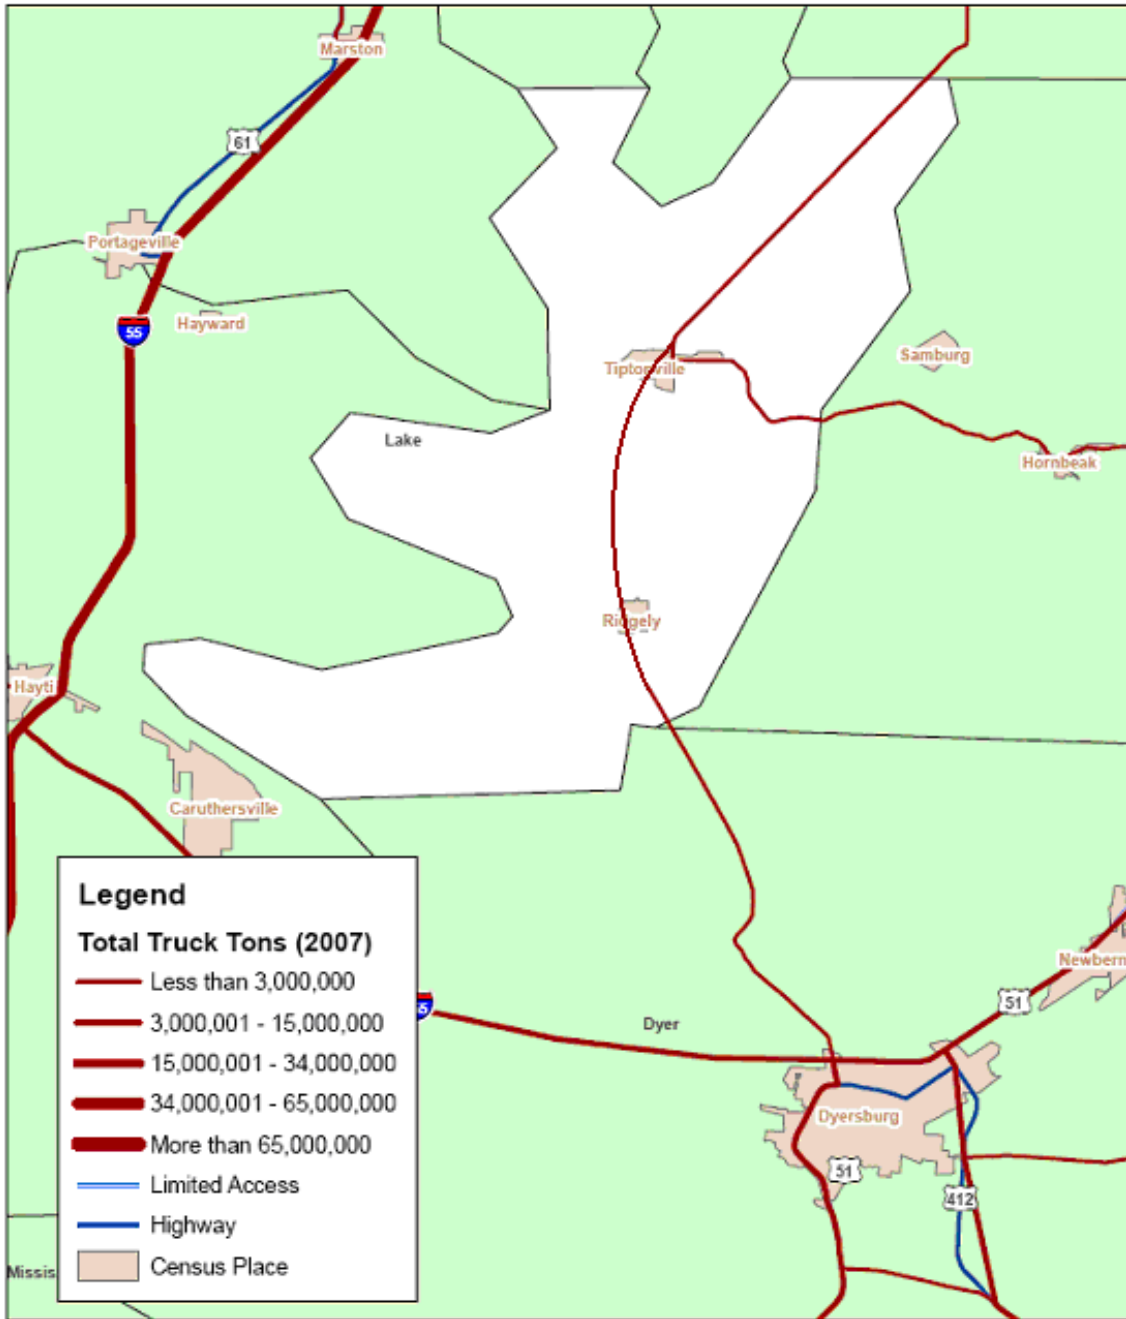 Marston
61
Portageville
Hayward
55
Tiptonville
Samburg
Lake
Hornbeak
Ridgely
Hayti
Caruthersville
Legend
Total Truck Tons (2007)
Less than 3,000,000
3,000,001 - 15,000,000
15,000,001 - 34,000,000
34,000,001 - 65,000,000
More than 65,000,000
Limited Access
Highway
Census Place
Newbern
51
Dyer
Dyersburg
51
412
Missis